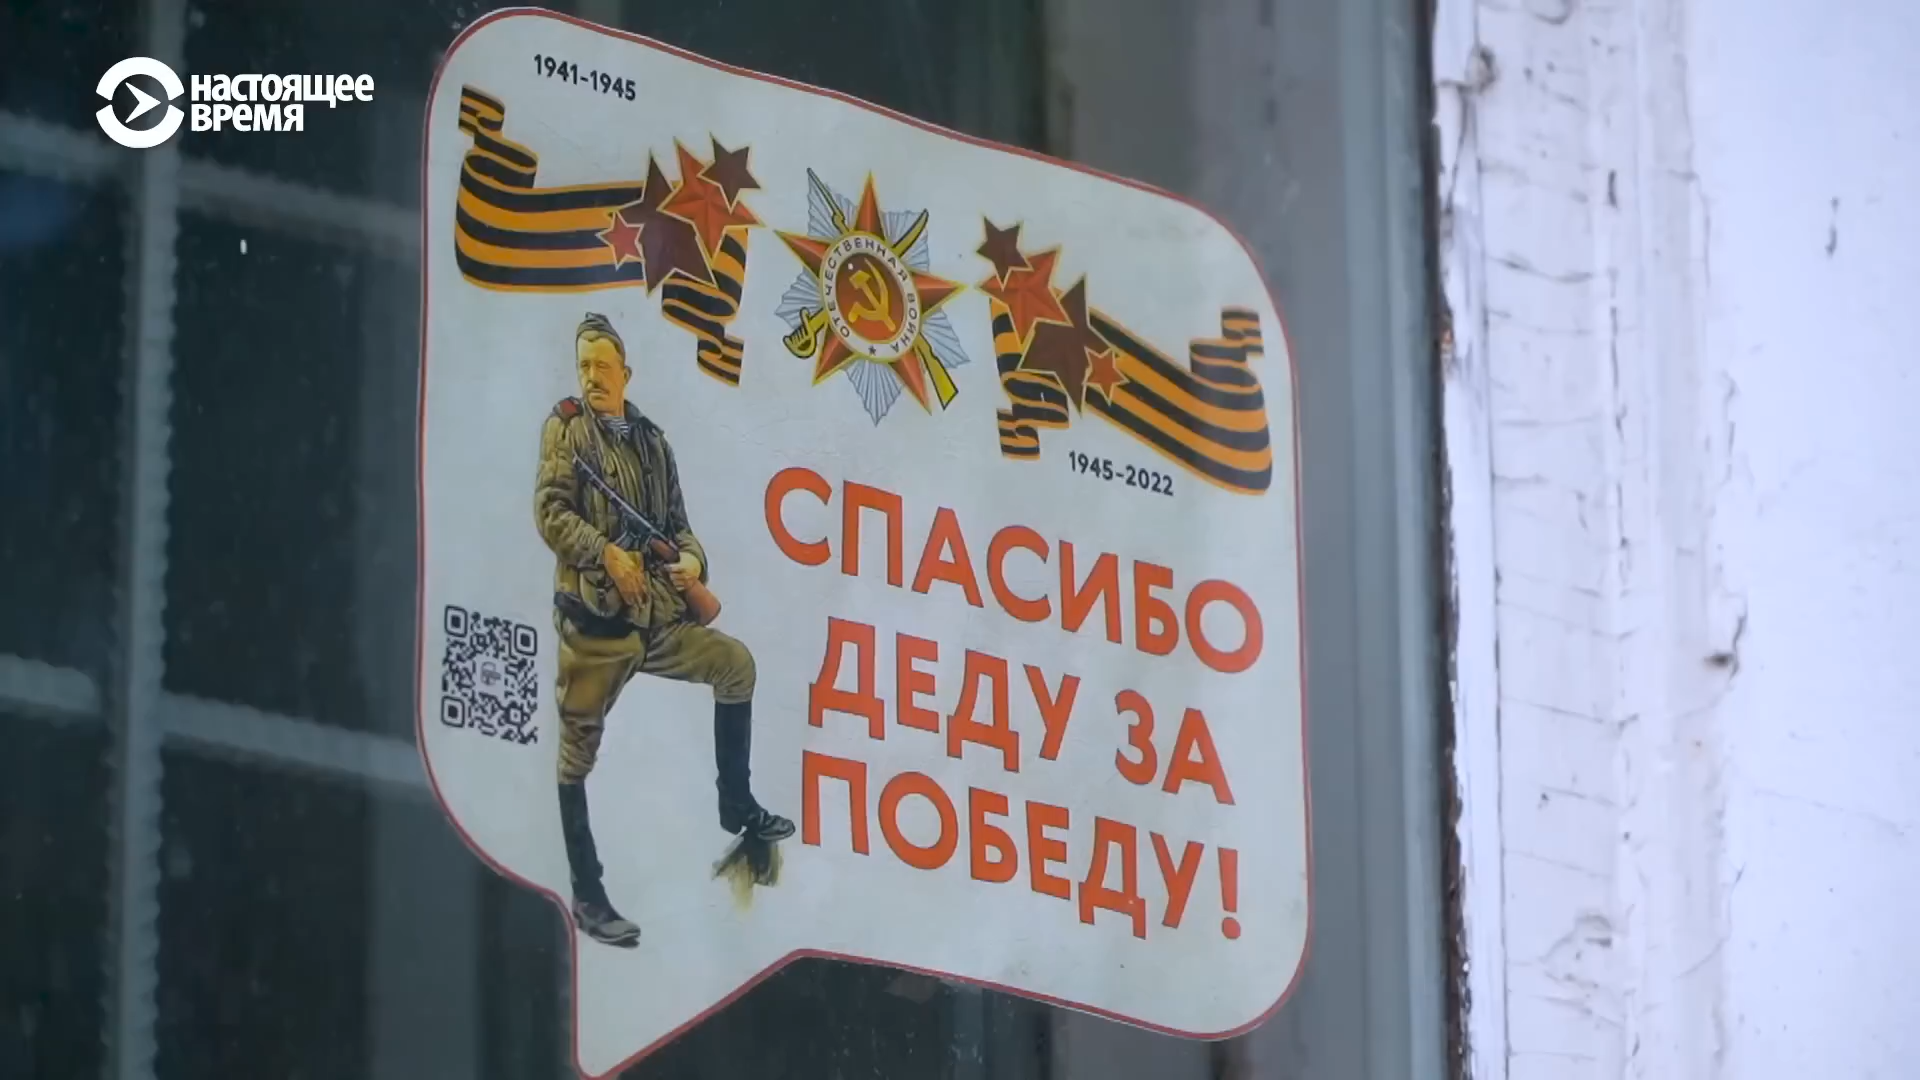 НАСТОЯЩЕЕ
ВРЕМЯ
1941-1945
ОТЕЧЕСТВЕННАЯ ВОЙНА
1945-2022
СПАСИБО
ДЕДУ ЗА
ПОБЕДУ!